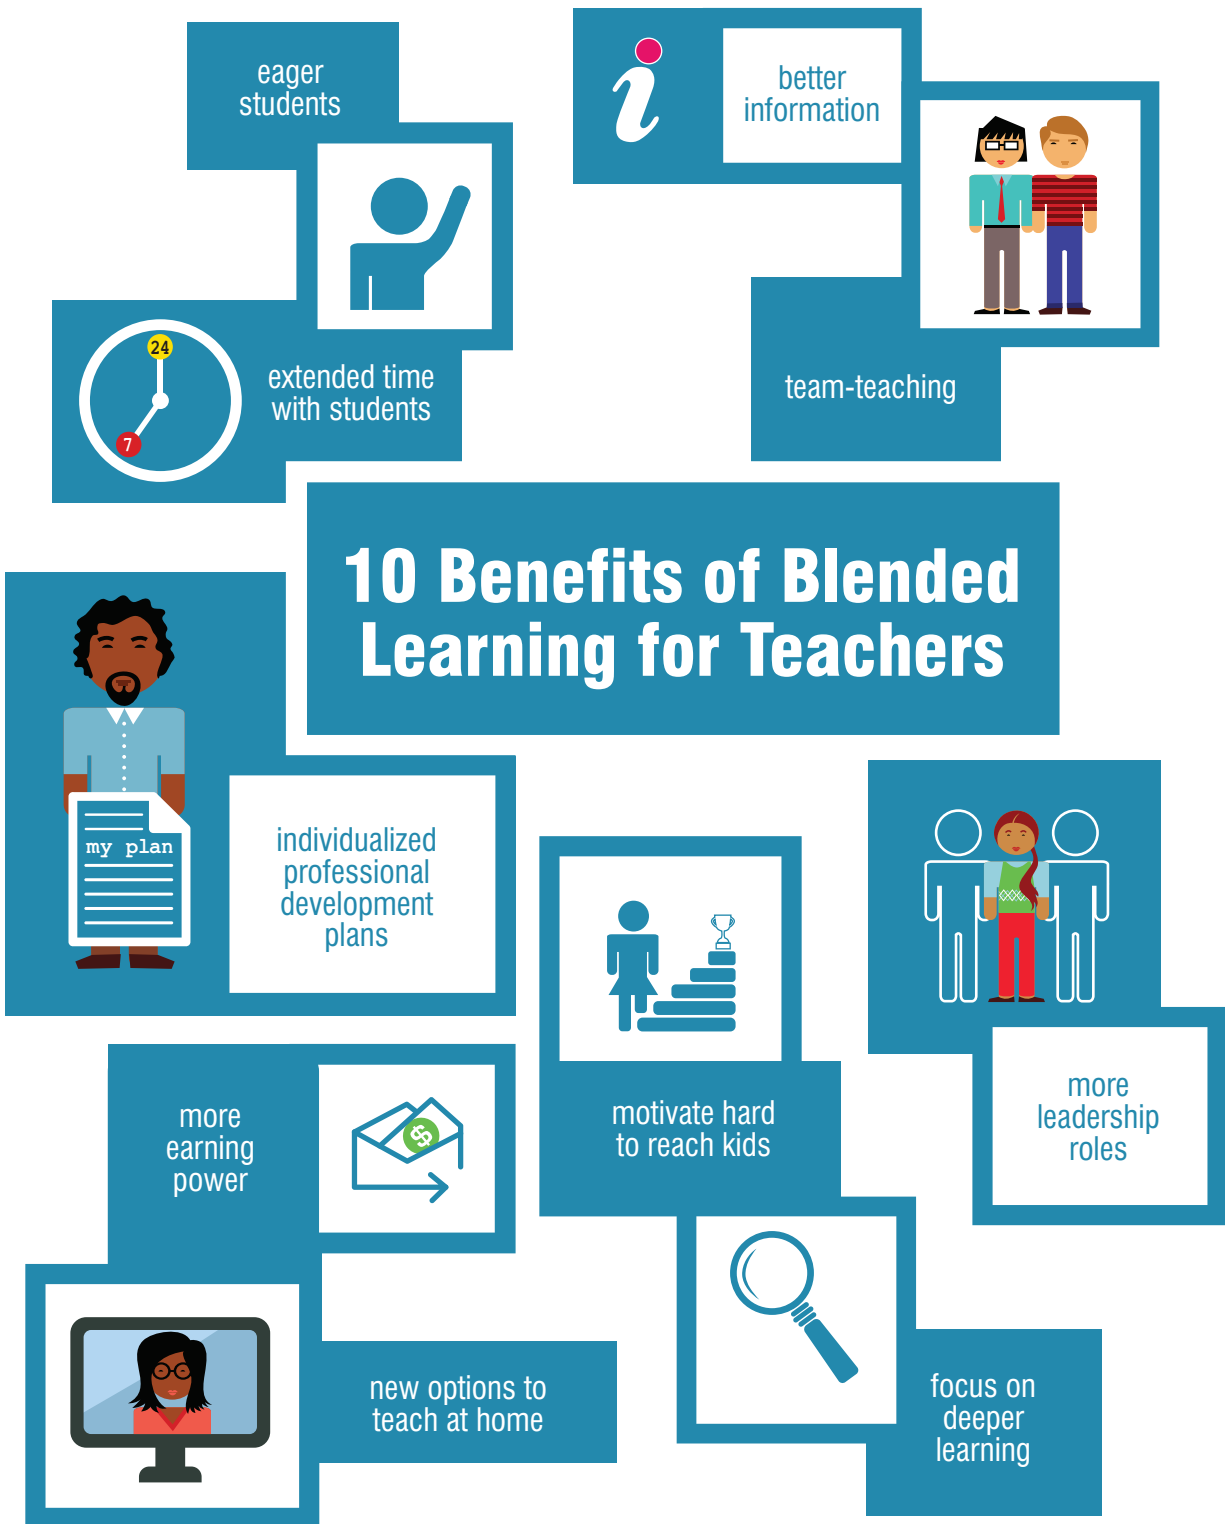 eager
students
i
better
information
24
7
extended time
with students
team-teaching
10 Benefits of Blended
Learning for Teachers
my plan
individualized
professional
development
plans
more
leadership
roles
more
earning
power
$
motivate hard
to reach kids
new options to
teach at home
focus on
deeper
learning